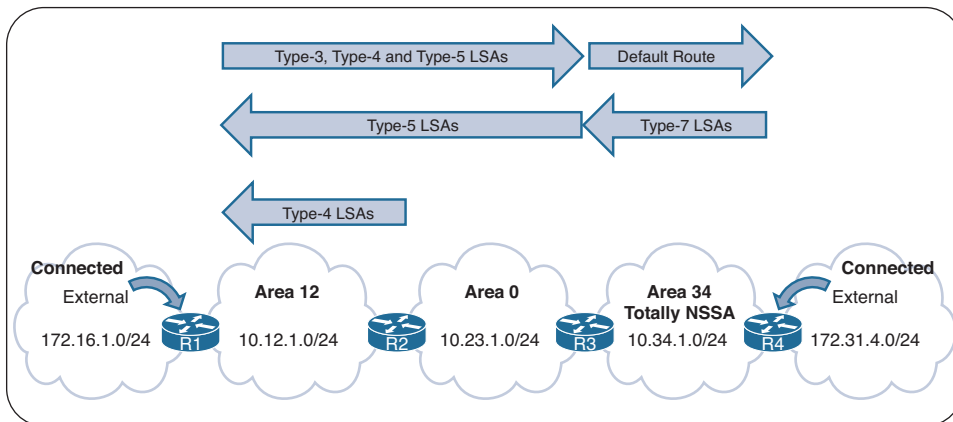 Type-3, Type-4 and Type-5 LSAs
Default Route
Type-5 LSAs
Type-7 LSAs
Type-4 LSAs
Connected
External
172.16.1.0/24
R1
Area 12
10.12.1.0/24
R2
Area 0
10.23.1.0/24
R3
Area 34
Totally NSSA
10.34.1.0/24
R4
Connected
External
172.31.4.0/24